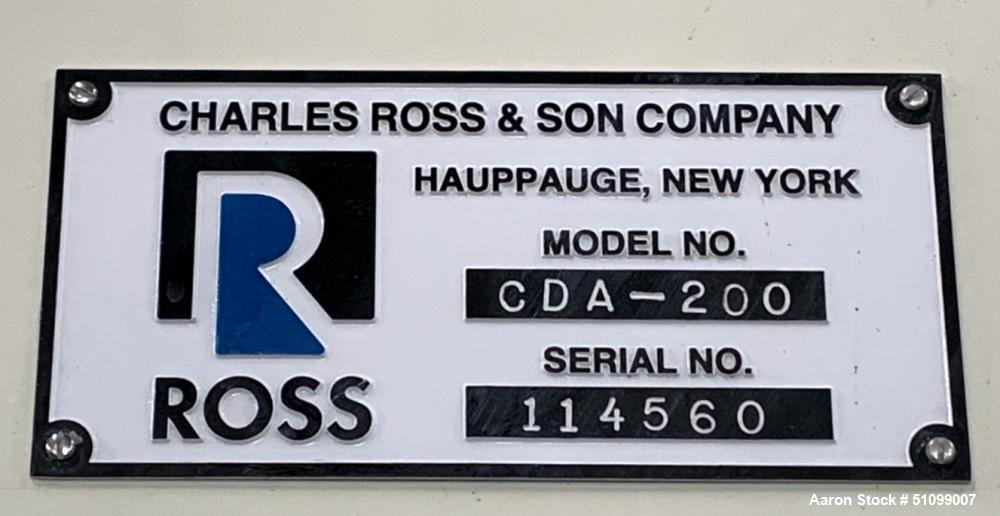 CHARLES ROSS & SON COMPANY
HAUPPAUGE, NEW YORK
MODEL NO.
CDA-200
SERIAL NO.
114560
R
ROSS
Aaron Stock # 51099007